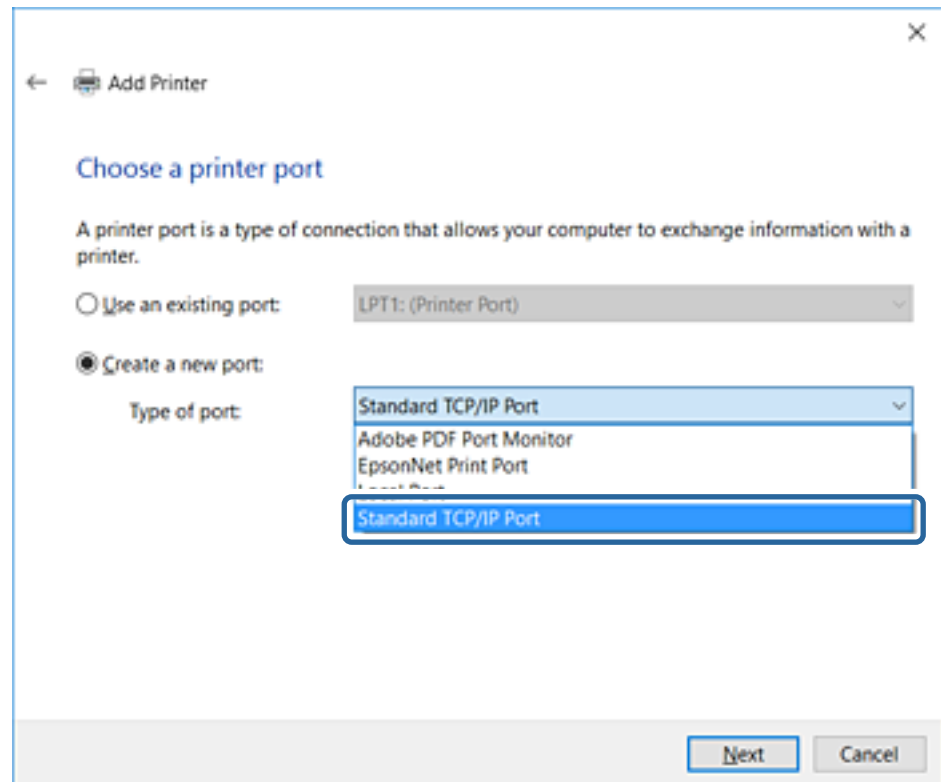 Add Printer
Choose a printer port
A printer port is a type of connection that allows your computer to exchange information with a
printer.
Use an existing port:
LPT1: (Printer Port)
Create a new port:
Type of port:
Standard TCP/IP Port
Adobe PDF Port Monitor
EpsonNet Print Port
Local Port
Standard TCP/IP Port
Next
Cancel